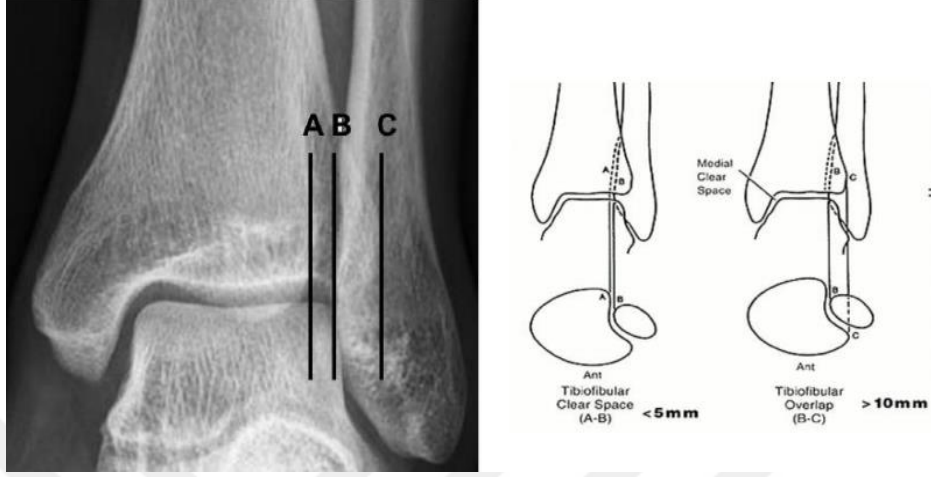 A B C
A
B
Medial
Clear
Space
B
C
A
B
B
C
Ant
Ant
Tibiofibular
Clear Space
(A-B)
<5mm
Tibiofibular
Overlap
(B-C)
>10mm